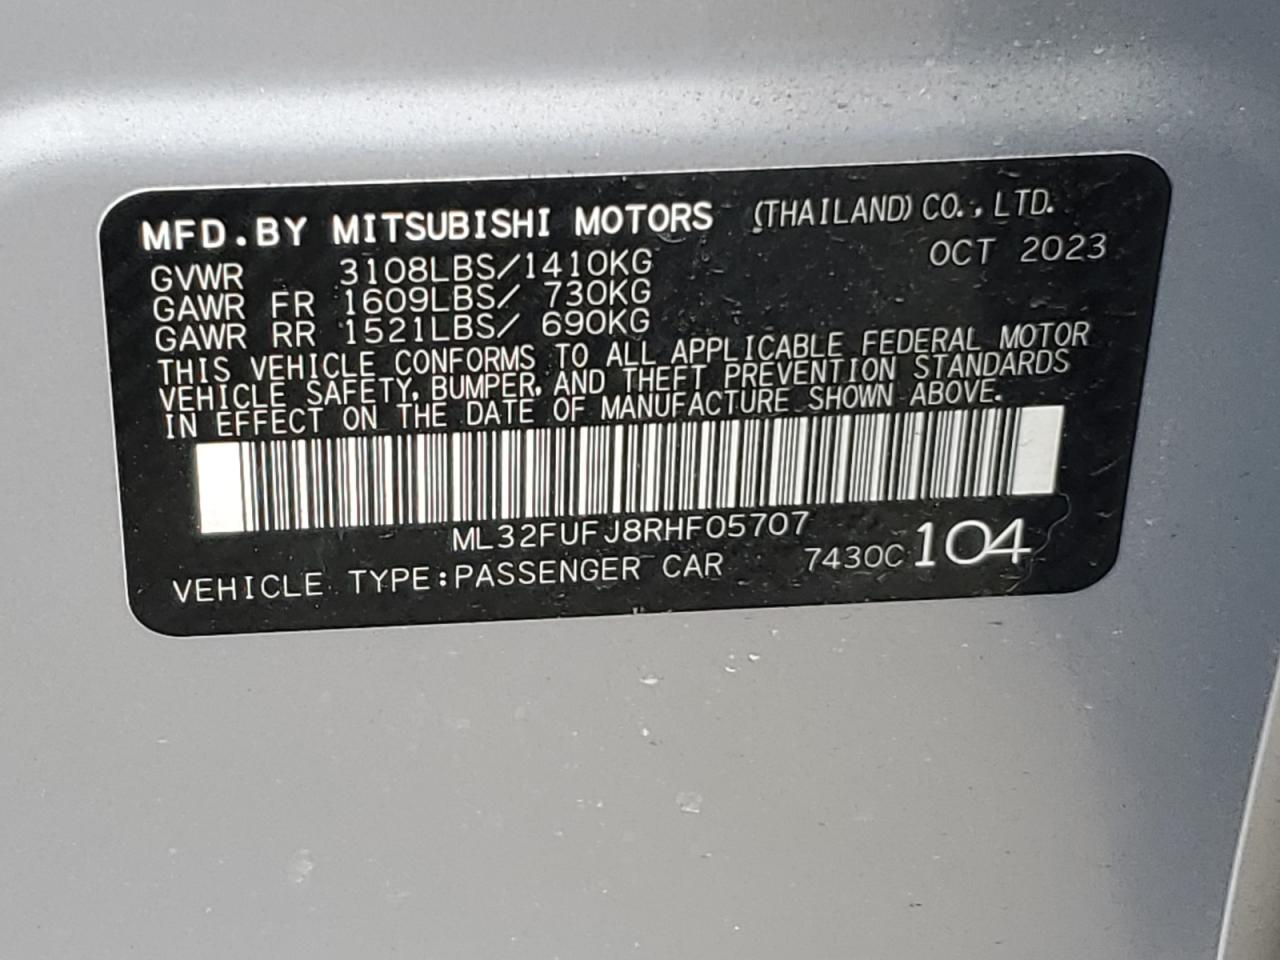 MFD.BY MITSUBISHI MOTORS (THAILAND) CO., LTD.
OCT 2023
GVWR 3108LBS/1410KG
GAWR FR 1609LBS/ 730KG
GAWR RR 1521LBS/ 690KG
THIS VEHICLE CONFORMS TO ALL APPLICABLE FEDERAL MOTOR
VEHICLE SAFETY, BUMPER, AND THEFT PREVENTION STANDARDS
IN EFFECT ON THE DATE OF MANUFACTURE SHOWN ABOVE.
ML32FUFJ8RHF05707
VEHICLE TYPE:PASSENGER CAR 7430C 104